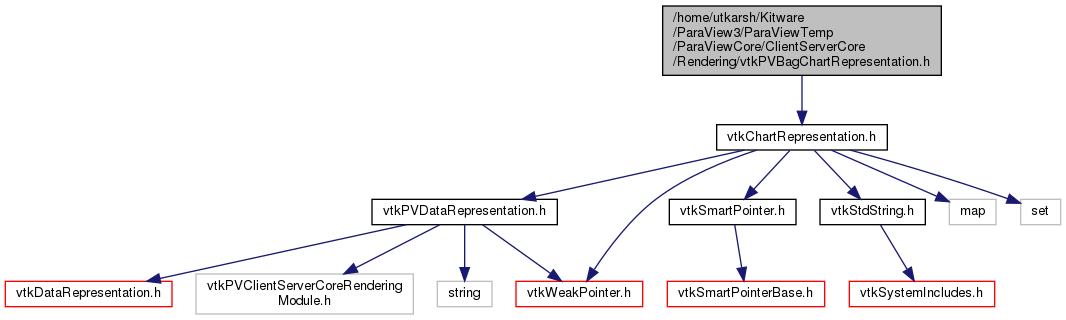 /home/utkarsh/Kitware
/ParaView3/ParaViewTemp
/ParaViewCore/ClientServerCore
/Rendering/vtkPVBagChartRepresentation.h
vtkChartRepresentation.h
vtkPVDataRepresentation.h
vtkSmartPointer.h
vtkStdString.h
map
set
vtkDataRepresentation.h
vtkPVClientServerCoreRendering
Module.h
string
vtkWeakPointer.h
vtkSmartPointerBase.h
vtkSystemIncludes.h